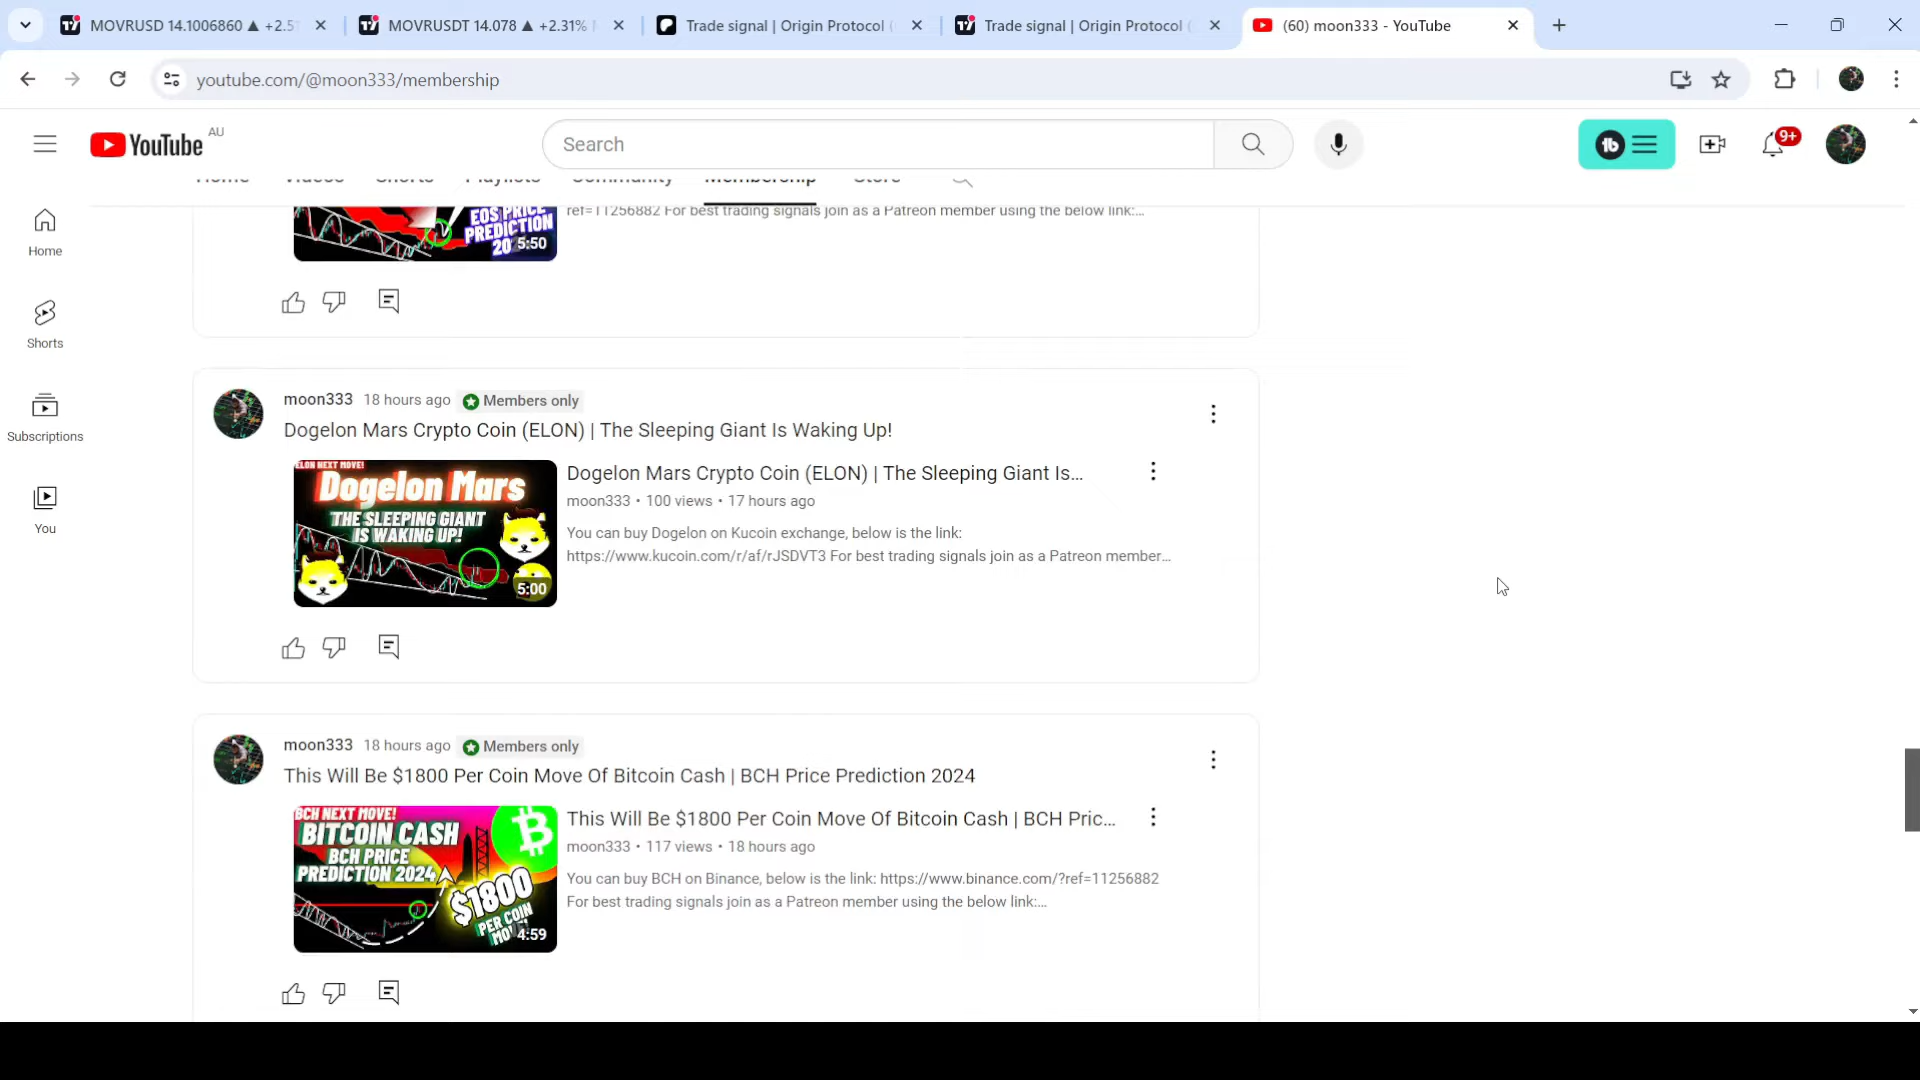 MOVRUSD 14.1006860 ▲ +2.5
MOVRUSDT 14.078 ▲ +2.31%
Trade signal | Origin Protocol (
Trade signal | Origin Protocol (
(60) moon333 - YouTube
youtube.com/@moon333/membership
YouTube
AU
Search
9+
Home
Videos
Shorts
Playlists
Community
Membership
Store
Home
Shorts
Subscriptions
You
EOS PRICE
PREDICTION
5:50
ref=11256882 For best trading signals join as a Patreon member using the below link:...
moon333 18 hours ago Members only
Dogelon Mars Crypto Coin (ELON) | The Sleeping Giant Is Waking Up!
ELON NEXT MOVE!
Dogelon Mars
THE SLEEPING GIANT
IS WAKING UP!
5:00
Dogelon Mars Crypto Coin (ELON) | The Sleeping Giant Is...
moon333 • 100 views • 17 hours ago
You can buy Dogelon on Kucoin exchange, below is the link:
https://www.kucoin.com/r/af/rJSDVT3 For best trading signals join as a Patreon member...
moon333 18 hours ago Members only
This Will Be $1800 Per Coin Move Of Bitcoin Cash | BCH Price Prediction 2024
BCH NEXT MOVE!
BITCOIN CASH
BCH PRICE
PREDICTION 2024
$1800
PER COIN
4:59
This Will Be $1800 Per Coin Move Of Bitcoin Cash | BCH Pric...
moon333 • 117 views • 18 hours ago
You can buy BCH on Binance, below is the link: https://www.binance.com/?ref=11256882
For best trading signals join as a Patreon member using the below link:...